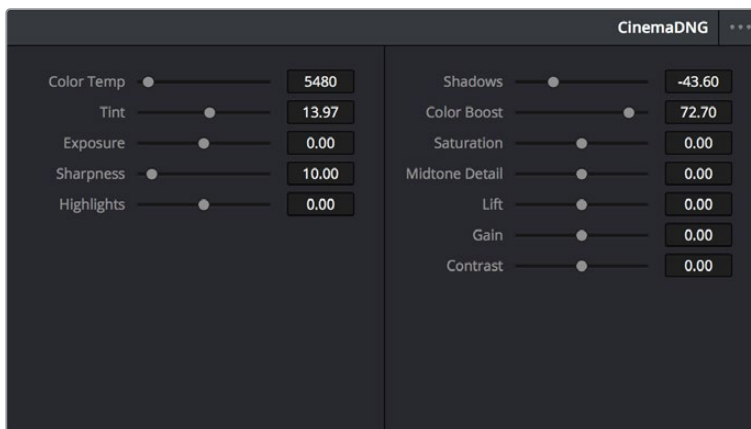 CinemaDNG
Color Temp 5480
Tint 13.97
Exposure 0.00
Sharpness 10.00
Highlights 0.00
Shadows -43.60
Color Boost 72.70
Saturation 0.00
Midtone Detail 0.00
Lift 0.00
Gain 0.00
Contrast 0.00